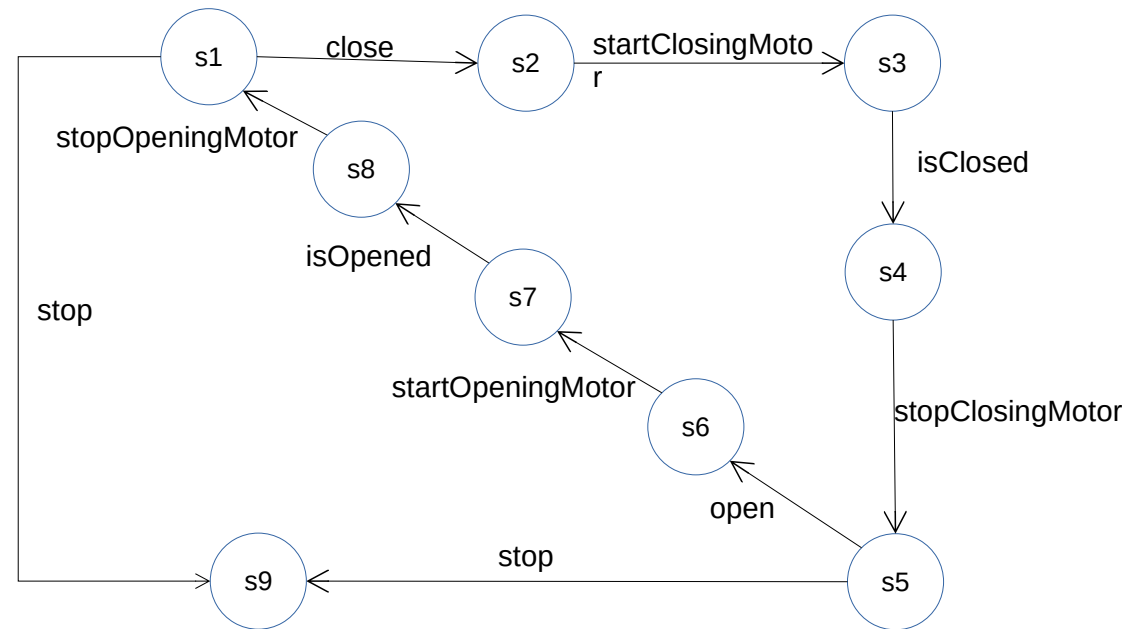 s1
close
s2
startClosingMoto
r
s3
stopOpeningMotor
s8
isClosed
isOpened
s7
s4
stop
startOpeningMotor
s6
stopClosingMotor
open
s9
stop
s5